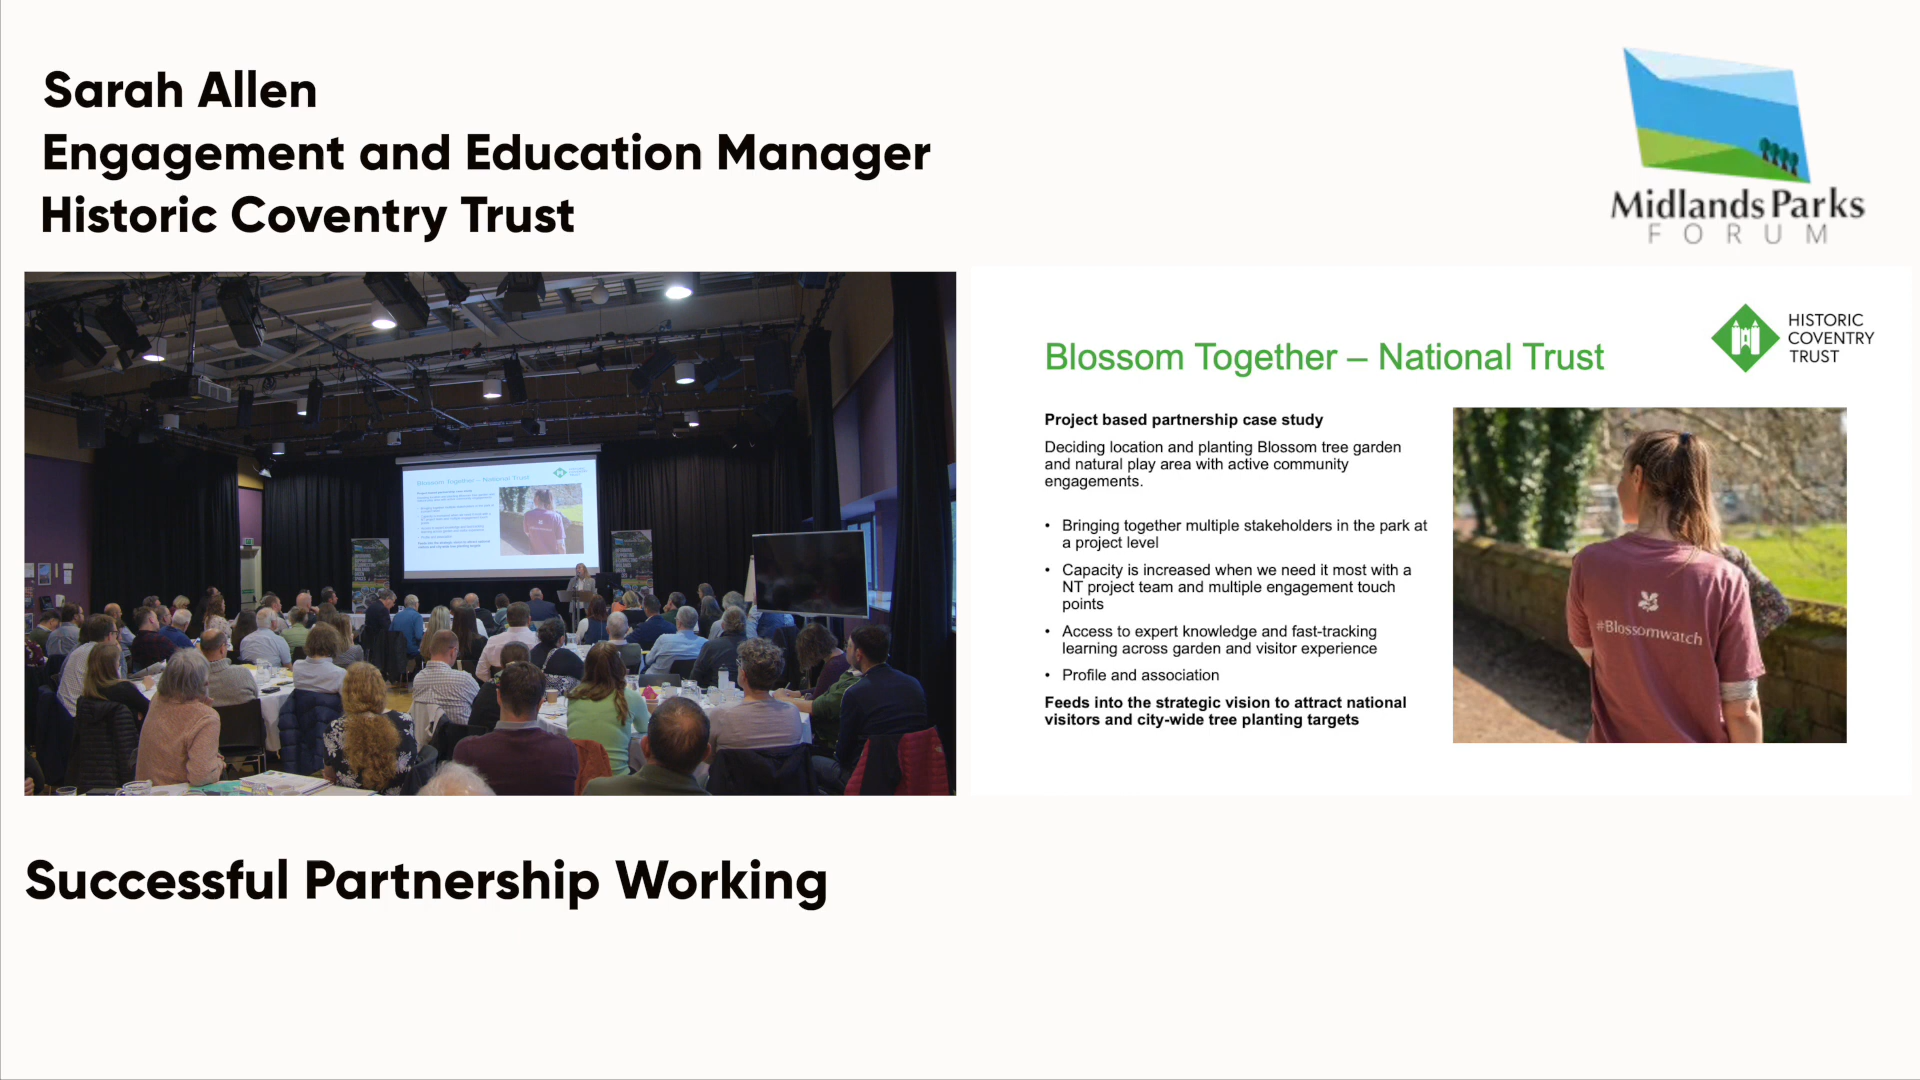 Sarah Allen
Engagement and Education Manager
Historic Coventry Trust
Midlands Parks
FORUM
Blossom Together – National Trust
HISTORIC
COVENTRY
TRUST
Project based partnership case study
Deciding location and planting Blossom tree garden
and natural play area with active community
engagements.
• Bringing together multiple stakeholders in the park at
a project level
• Capacity is increased when we need it most with a
NT project team and multiple engagement touch
points
• Access to expert knowledge and fast-tracking
learning across garden and visitor experience
• Profile and association
Feeds into the strategic vision to attract national
visitors and city-wide tree planting targets
#Blossomwatch
Blossom Together – National Trust
Successful Partnership Working